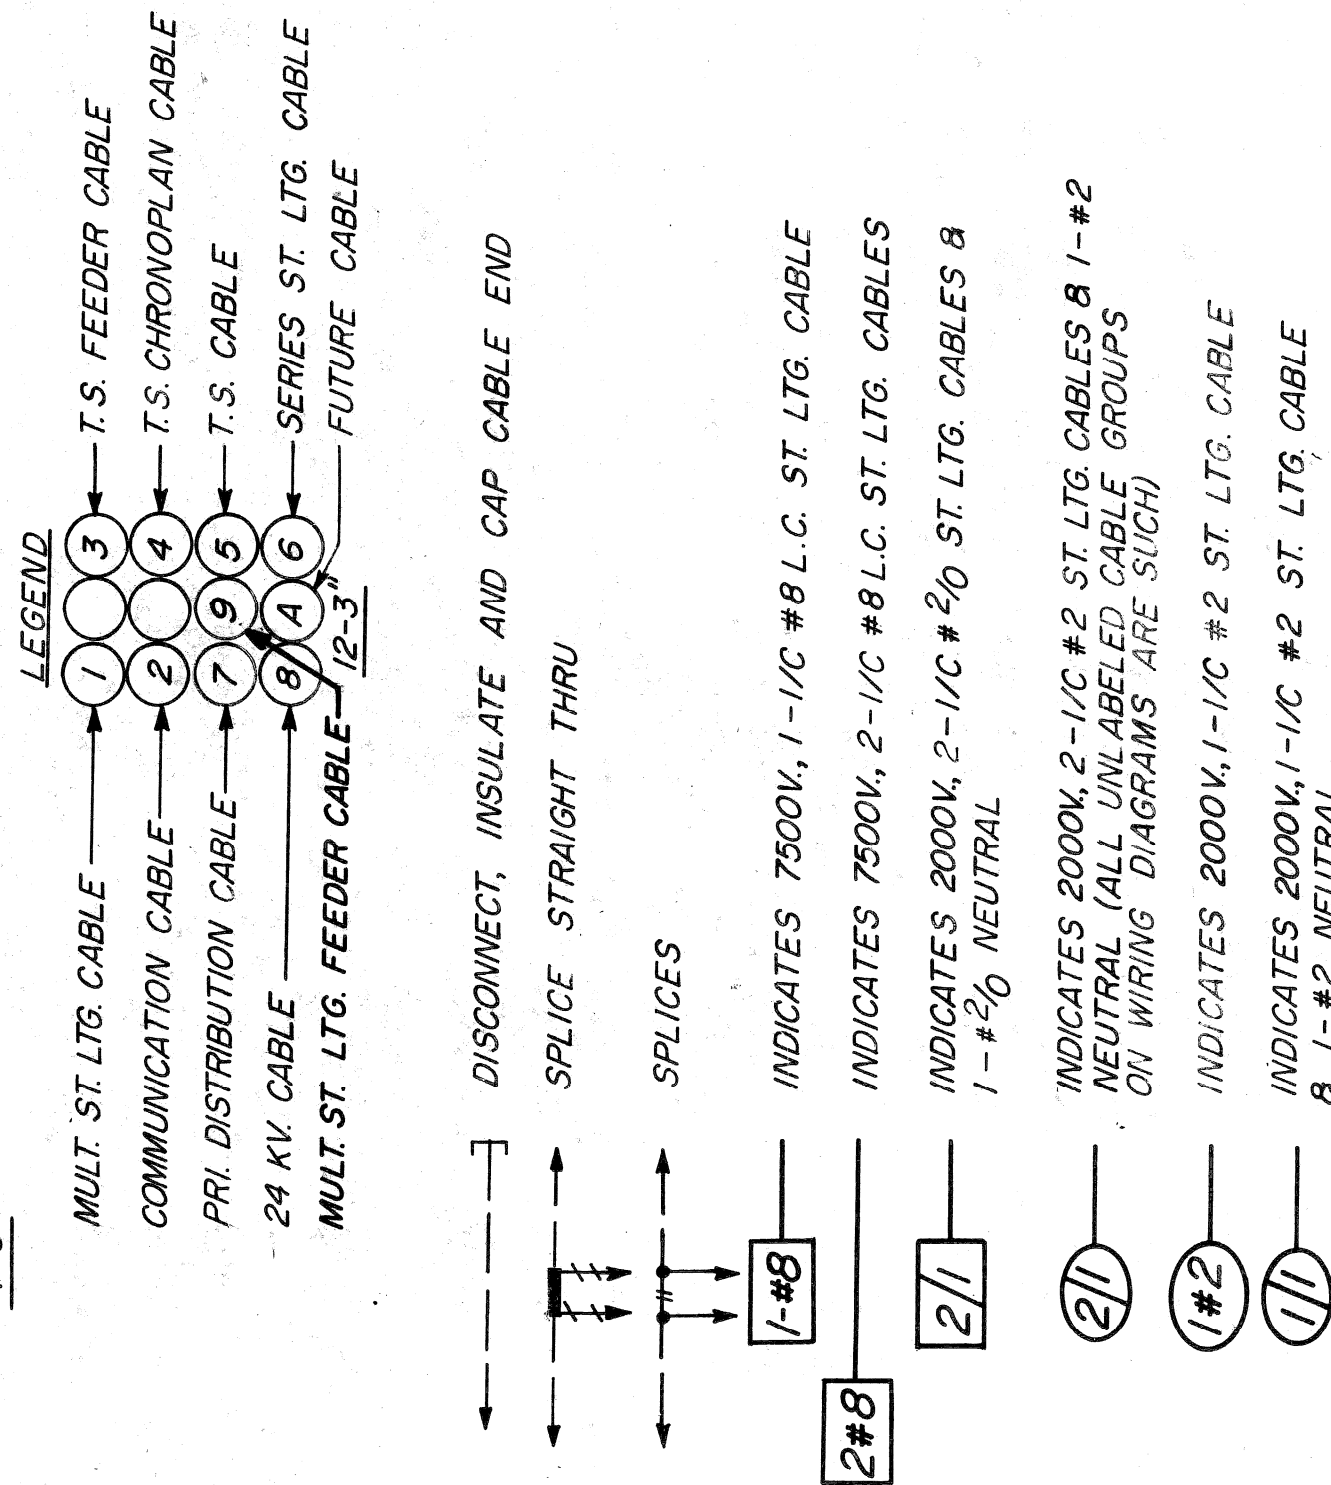 LEGEND
MULT. ST. LTG. CABLE
1
3
T.S. FEEDER CABLE
COMMUNICATION CABLE
2
4
T.S. CHRONOPLAN CABLE
PRI. DISTRIBUTION CABLE
7
9
5
T.S. CABLE
24 KV. CABLE
8
A
6
SERIES ST. LTG. CABLE
MULT. ST. LTG. FEEDER CABLE
12-3"
FUTURE CABLE
DISCONNECT, INSULATE AND CAP CABLE END
SPLICE STRAIGHT THRU
SPLICES
1-#8
INDICATES 7500V., 1-1/C #8 L.C. ST. LTG. CABLE
2#8
INDICATES 7500V., 2-1/C #8 L.C. ST. LTG. CABLES
2/1
INDICATES 2000V., 2-1/C #2/0 ST. LTG. CABLES &
1-#2/0 NEUTRAL
2/1
INDICATES 2000V., 2-1/C #2 ST. LTG. CABLES & 1-#2
NEUTRAL (ALL UNLABELED CABLE GROUPS
ON WIRING DIAGRAMS ARE SUCH)
1#2
INDICATES 2000V., 1-1/C #2 ST. LTG. CABLE
1/1
INDICATES 2000V., 1-1/C #2 ST. LTG. CABLE
& 1-#2 NEUTRAL